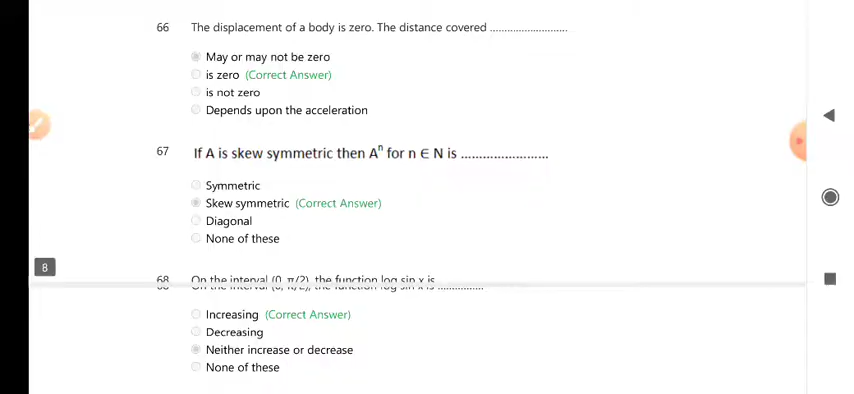 66 The displacement of a body is zero. The distance covered ...........................
May or may not be zero
is zero (Correct Answer)
is not zero
Depends upon the acceleration
67 If A is skew symmetric then Aⁿ for n ∈ N is ........................
Symmetric
Skew symmetric (Correct Answer)
Diagonal
None of these
8
68 On the interval (0, π/2), the function log sin x is ................
Increasing (Correct Answer)
Decreasing
Neither increase or decrease
None of these